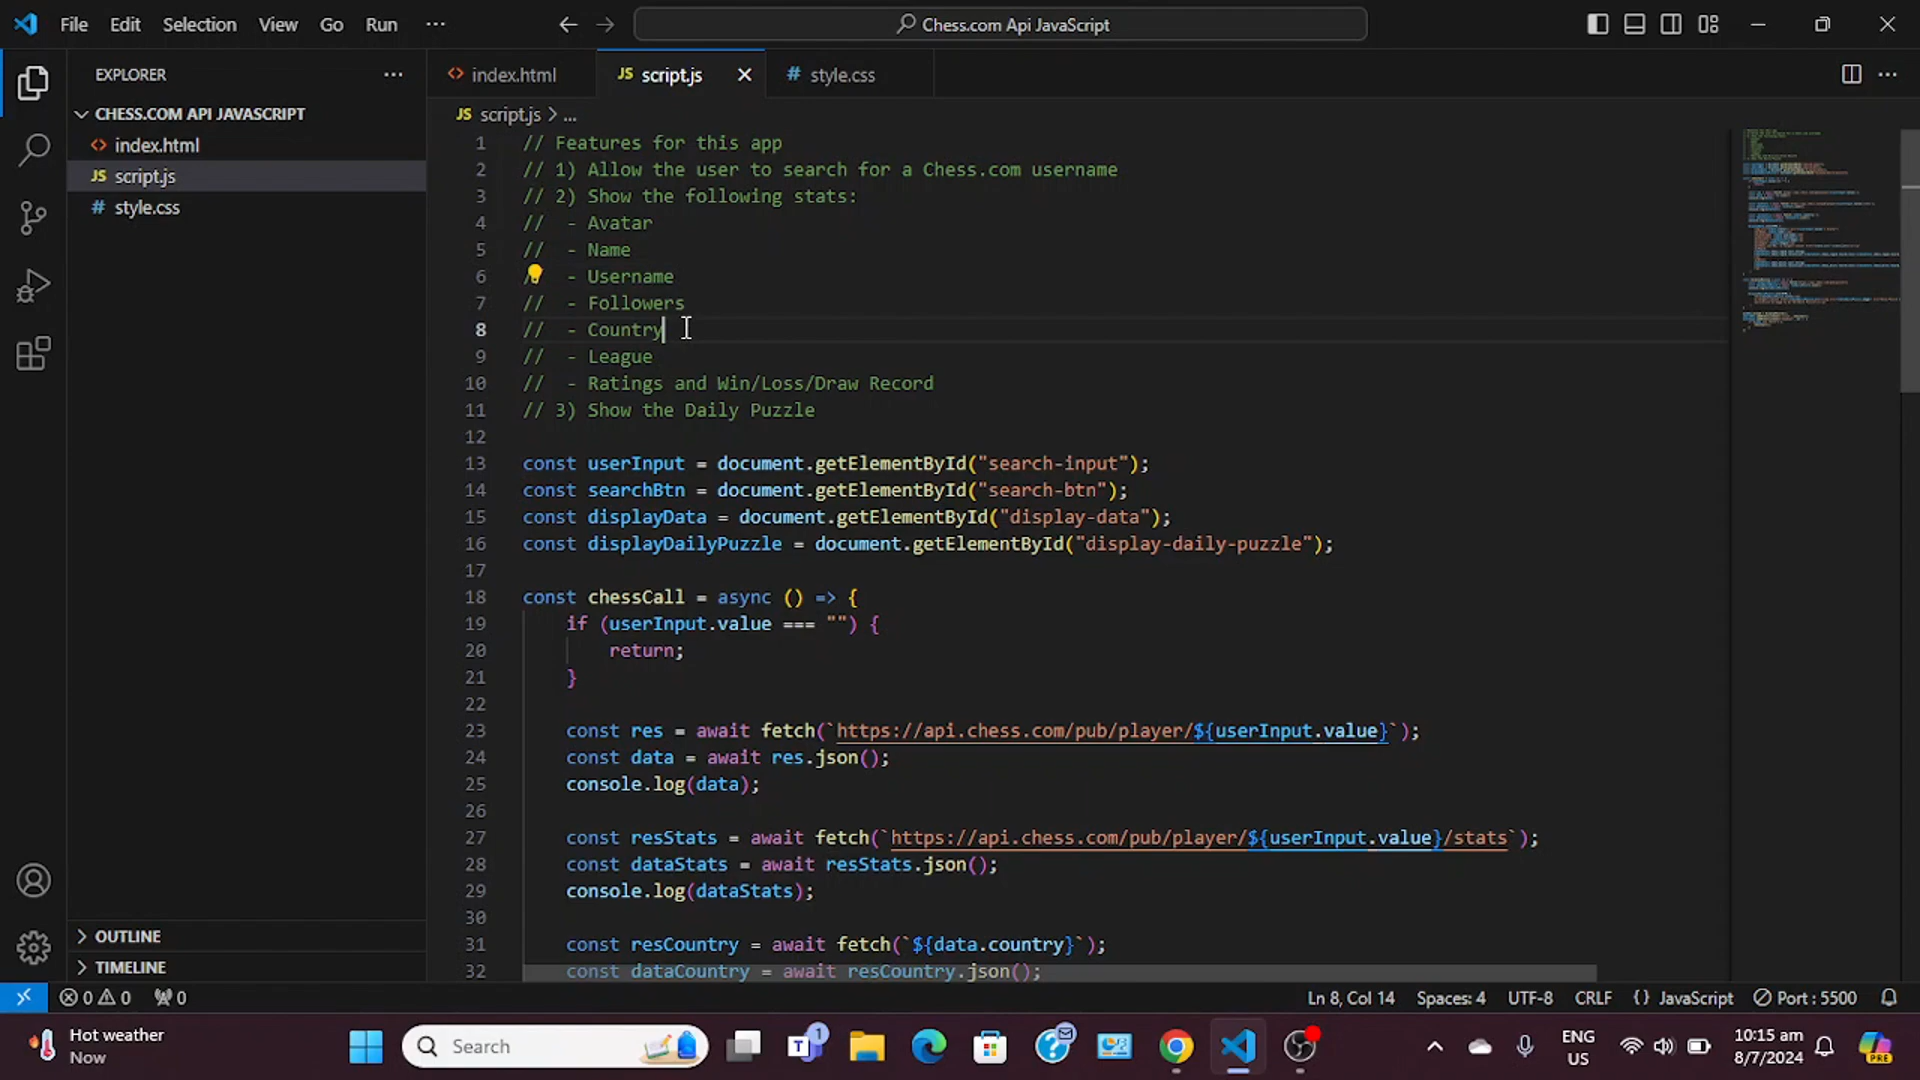 File Edit Selection View Go Run ···
Chess.com Api JavaScript
EXPLORER ···
CHESS.COM API JAVASCRIPT
<> index.html
JS script.js
# style.css
OUTLINE
TIMELINE
<> index.html JS script.js # style.css
JS script.js > ...
1 // Features for this app
2 // 1) Allow the user to search for a Chess.com username
3 // 2) Show the following stats:
4 //  - Avatar
5 //  - Name
6 /  - Username
7 //  - Followers
8 //  - Country
9 //  - League
10 //  - Ratings and Win/Loss/Draw Record
11 // 3) Show the Daily Puzzle
12
13 const userInput = document.getElementById("search-input");
14 const searchBtn = document.getElementById("search-btn");
15 const displayData = document.getElementById("display-data");
16 const displayDailyPuzzle = document.getElementById("display-daily-puzzle");
17
18 const chessCall = async () => {
19     if (userInput.value === "") {
20         return;
21     }
22
23     const res = await fetch(`https://api.chess.com/pub/player/${userInput.value}`);
24     const data = await res.json();
25     console.log(data);
26
27     const resStats = await fetch(`https://api.chess.com/pub/player/${userInput.value}/stats`);
28     const dataStats = await resStats.json();
29     console.log(dataStats);
30
31     const resCountry = await fetch(`${data.country}`);
32     const dataCountry = await resCountry.json();
0 0 0 Ln 8, Col 14 Spaces: 4 UTF-8 CRLF {} JavaScript Port : 5500
Hot weather
Now
Search
1
ENG
US
10:15 am
8/7/2024
PRE